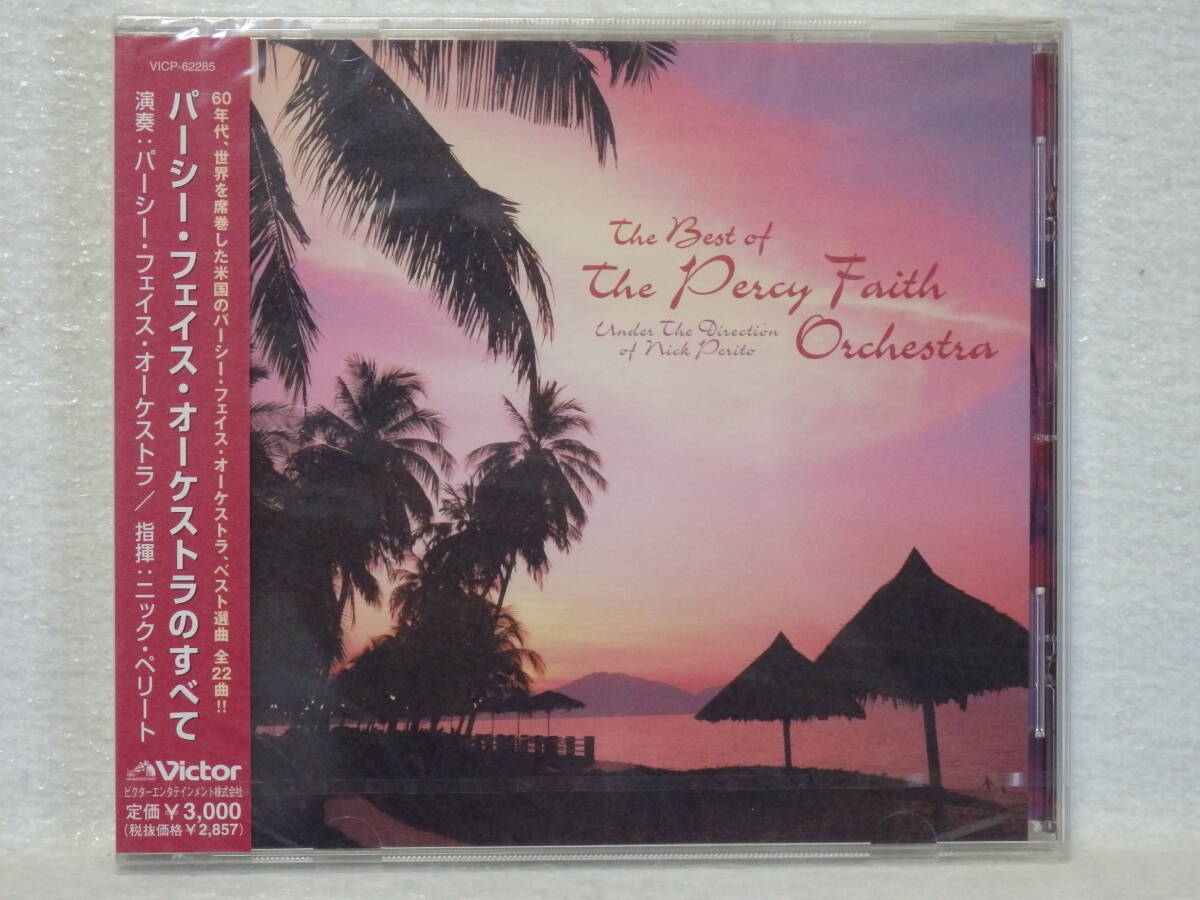 VICP-62285
60年代、世界を席巻した米国のパーシー・フェイス・オーケストラ、ベスト選曲 全22曲!!
パーシー・フェイス・オーケストラのすべて
演奏:パーシー・フェイス・オーケストラ/指揮:ニック・ペリート
Victor
ビクターエンタテインメント株式会社
定価¥3,000
(税抜価格¥2,857)
The Best of
The Percy Faith
Orchestra
Under The Direction
of Nick Perito